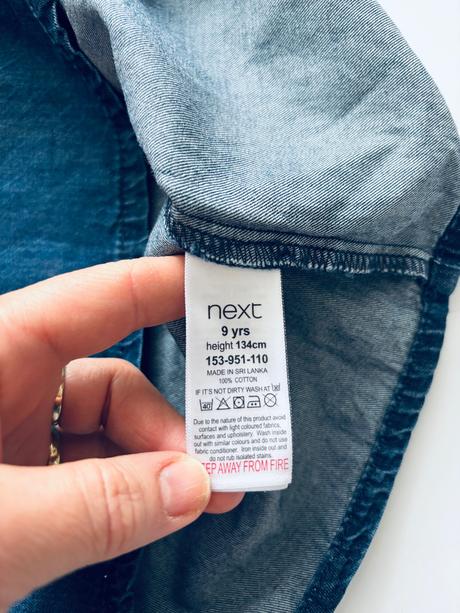 next
9 yrs
height 134cm
153-951-110
MADE IN SRI LANKA
100% COTTON
IF IT'S NOT DIRTY WASH AT
40
Due to the nature of this product avoid
contact with light coloured fabrics,
surfaces and upholstery. Wash inside
out with similar colours and do not use
fabric conditioner. Iron inside out and
do not rub isolated stains.
EP AWAY FROM FIRE